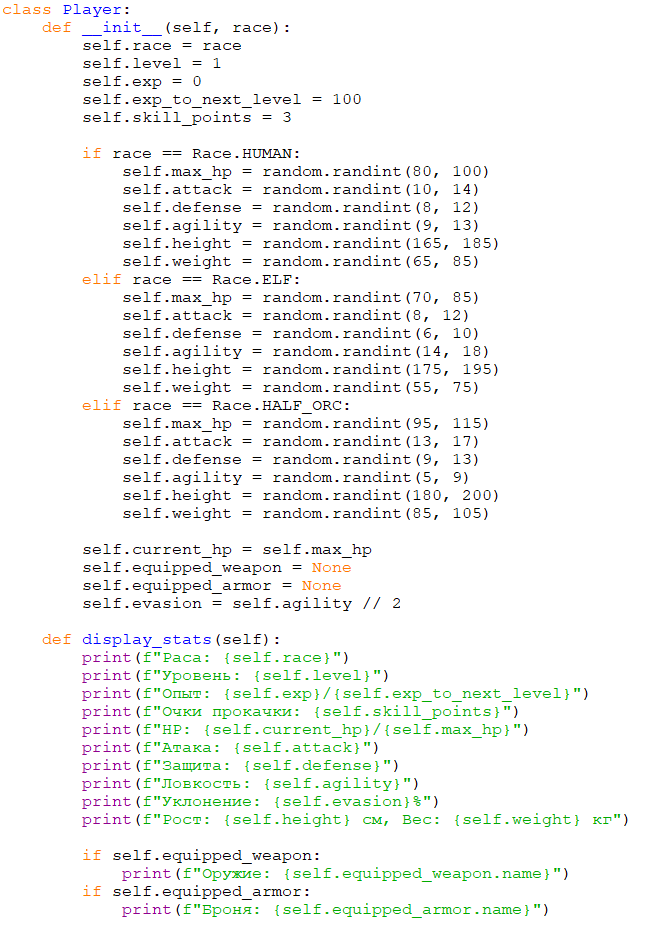 class Player:
    def __init__(self, race):
        self.race = race
        self.level = 1
        self.exp = 0
        self.exp_to_next_level = 100
        self.skill_points = 3

        if race == Race.HUMAN:
            self.max_hp = random.randint(80, 100)
            self.attack = random.randint(10, 14)
            self.defense = random.randint(8, 12)
            self.agility = random.randint(9, 13)
            self.height = random.randint(165, 185)
            self.weight = random.randint(65, 85)
        elif race == Race.ELF:
            self.max_hp = random.randint(70, 85)
            self.attack = random.randint(8, 12)
            self.defense = random.randint(6, 10)
            self.agility = random.randint(14, 18)
            self.height = random.randint(175, 195)
            self.weight = random.randint(55, 75)
        elif race == Race.HALF_ORC:
            self.max_hp = random.randint(95, 115)
            self.attack = random.randint(13, 17)
            self.defense = random.randint(9, 13)
            self.agility = random.randint(5, 9)
            self.height = random.randint(180, 200)
            self.weight = random.randint(85, 105)

        self.current_hp = self.max_hp
        self.equipped_weapon = None
        self.equipped_armor = None
        self.evasion = self.agility // 2

    def display_stats(self):
        print(f"Раса: {self.race}")
        print(f"Уровень: {self.level}")
        print(f"Опыт: {self.exp}/{self.exp_to_next_level}")
        print(f"Очки прокачки: {self.skill_points}")
        print(f"HP: {self.current_hp}/{self.max_hp}")
        print(f"Атака: {self.attack}")
        print(f"Защита: {self.defense}")
        print(f"Ловкость: {self.agility}")
        print(f"Уклонение: {self.evasion}%")
        print(f"Рост: {self.height} см, Вес: {self.weight} кг")

        if self.equipped_weapon:
            print(f"Оружие: {self.equipped_weapon.name}")
        if self.equipped_armor:
            print(f"Броня: {self.equipped_armor.name}")